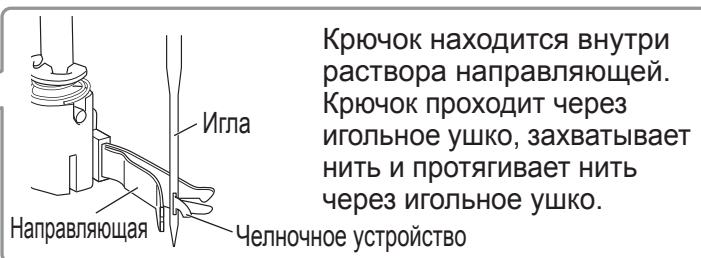 Крючок находится внутри
раствора направляющей.
Крючок проходит через
игольное ушко, захватывает
нить и протягивает нить
через игольное ушко.
Игла
Направляющая
Челночное устройство